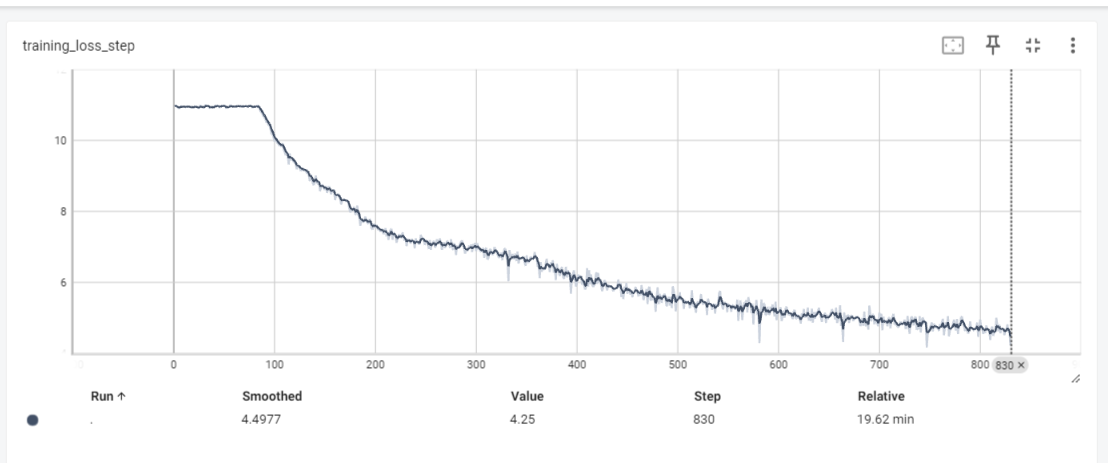 training_loss_step
10
8
6
0 100 200 300 400 500 600 700 800 830 ×
Run ↑ Smoothed Value Step Relative
. 4.4977 4.25 830 19.62 min